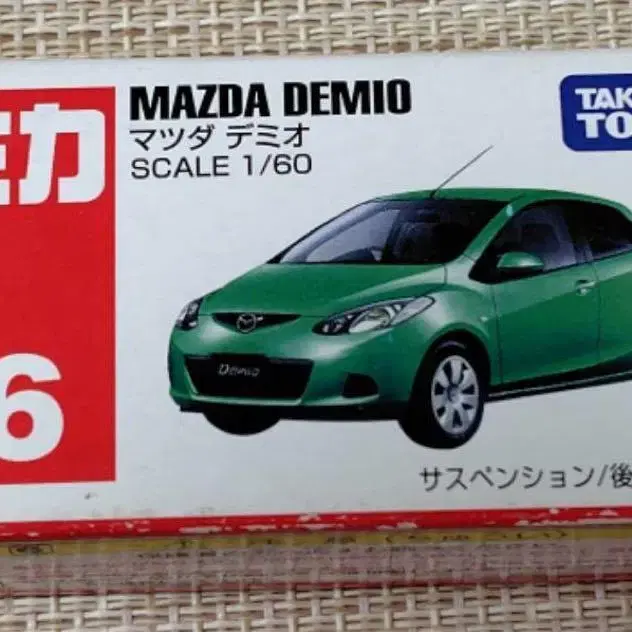 MAZDA DEMIO
マツダ デミオ
SCALE 1/60
TAK
TO
ミカ
6
DEMIO
サスペンション/後